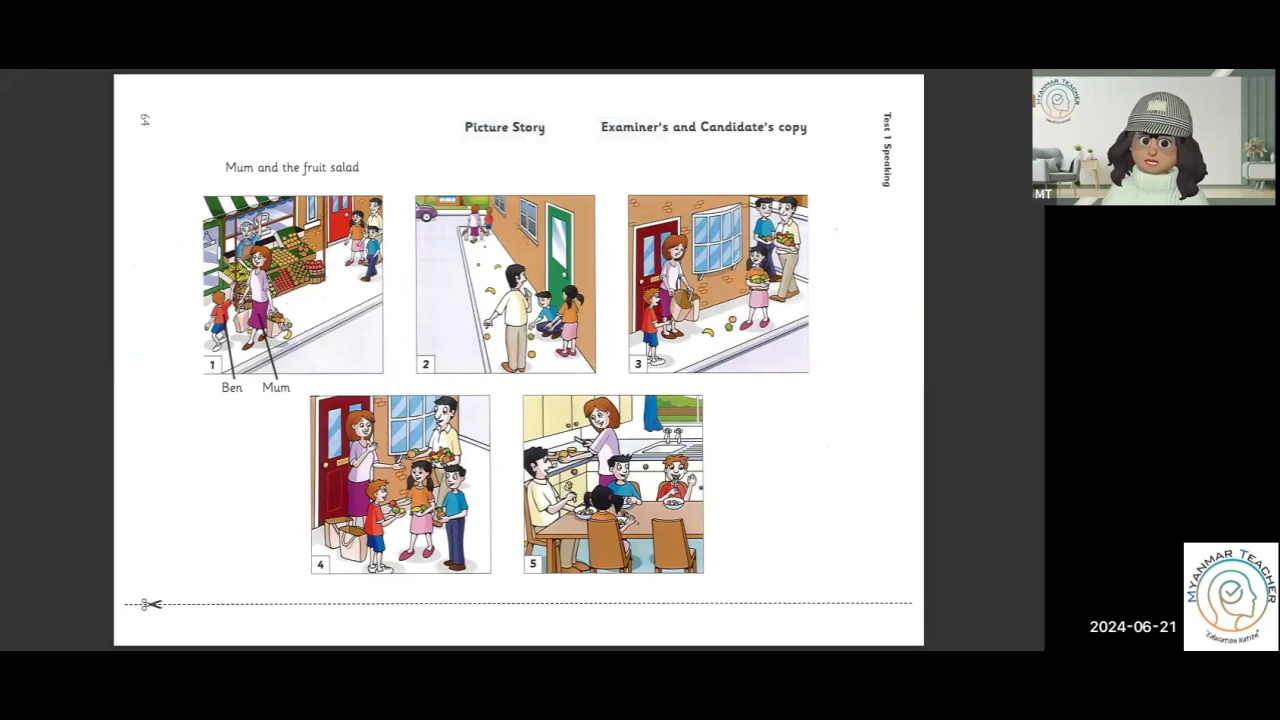 64
Picture Story
Examiner's and Candidate's copy
Test 1 Speaking
Mum and the fruit salad
1
2
3
Ben
Mum
4
5
MYANMAR TEACHER
MT
2024-06-21
MYANMAR TEACHER
"Education Nation"